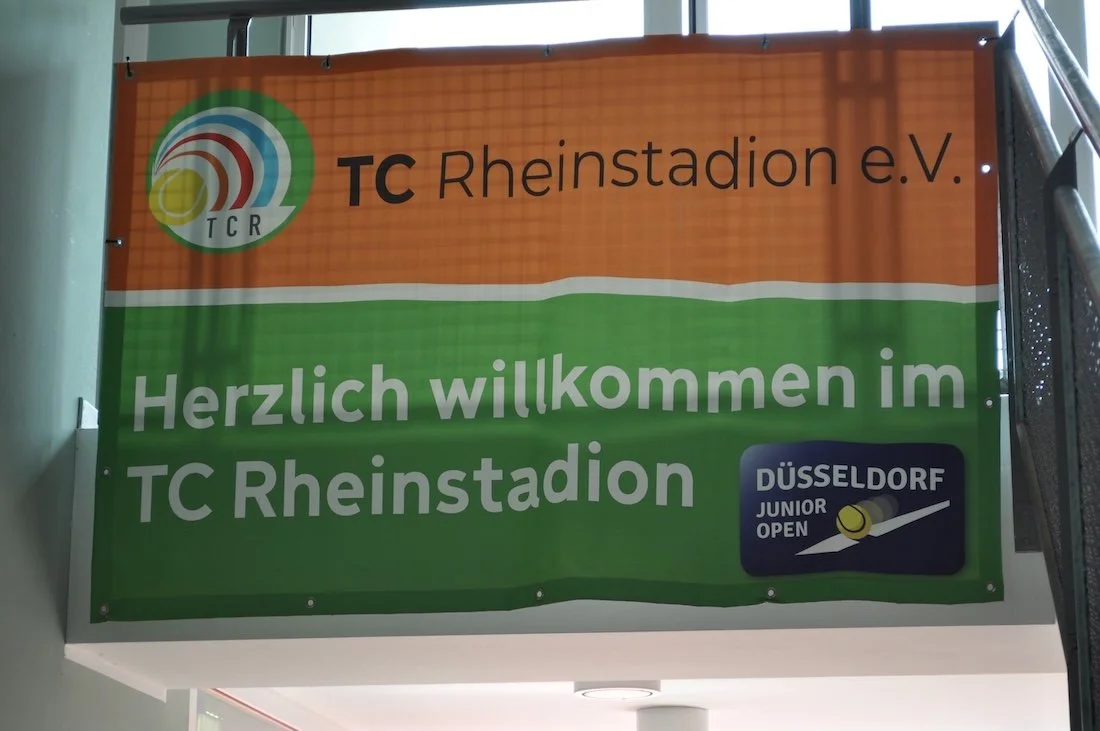 TCR
TC Rheinstadion e.V.
Herzlich willkommen im
TC Rheinstadion
DÜSSELDORF
JUNIOR
OPEN